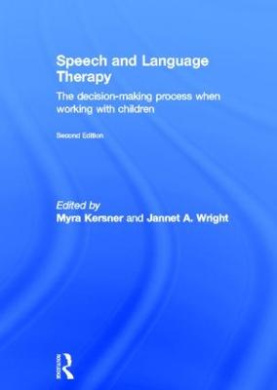 Speech and Language
Therapy
The decision-making process when
working with children
Second Edition
Edited by
Myra Kersner and Jannet A. Wright